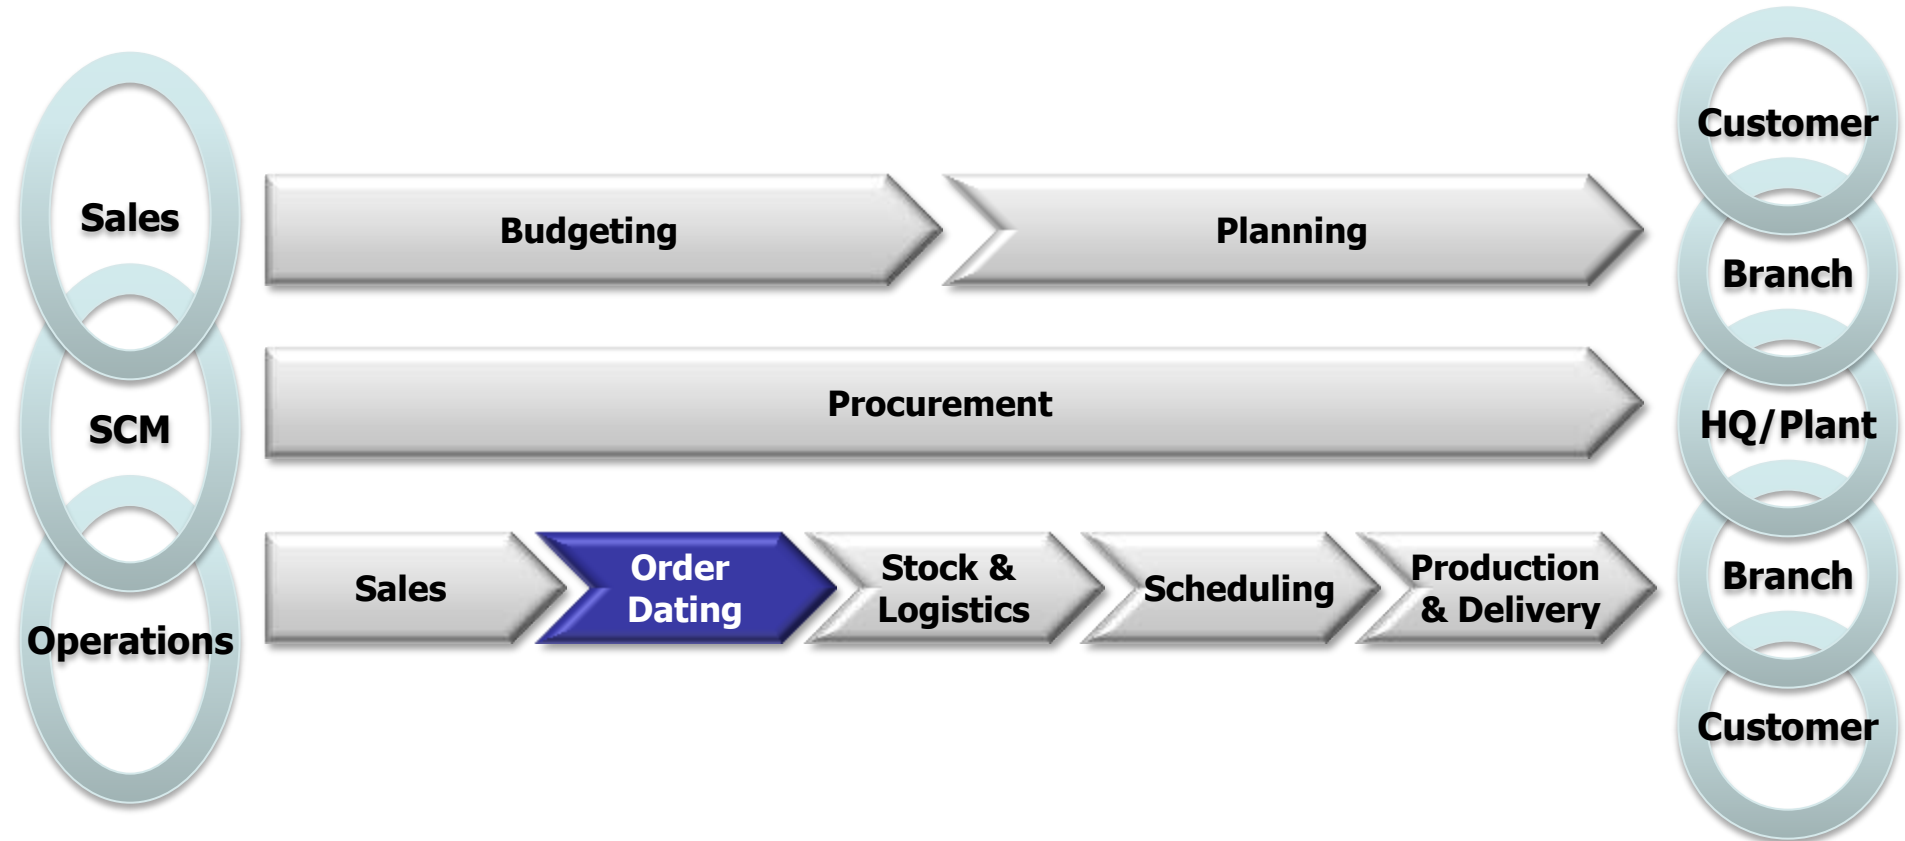 Sales
SCM
Operations
Budgeting
Planning
Procurement
Sales
Order
Dating
Stock &
Logistics
Scheduling
Production
& Delivery
Customer
Branch
HQ/Plant
Branch
Customer